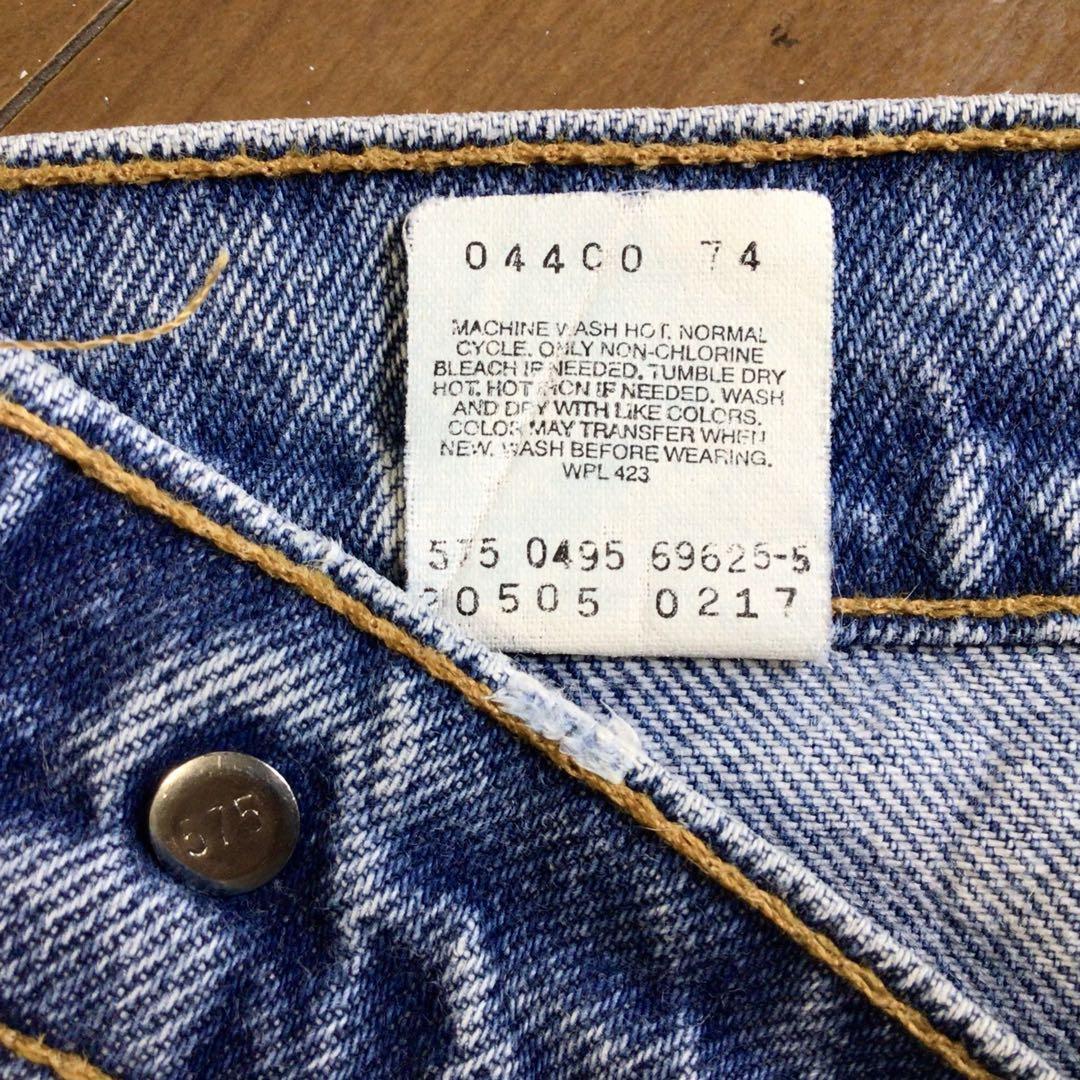 04400 74
MACHINE WASH HOT. NORMAL
CYCLE. ONLY NON-CHLORINE
BLEACH IF NEEDED. TUMBLE DRY
HOT. HOT IRON IF NEEDED. WASH
AND DRY WITH LIKE COLORS.
COLOR MAY TRANSFER WHEN
NEW. WASH BEFORE WEARING.
WPL 423
575 0495 69625-5
0505 0217
575